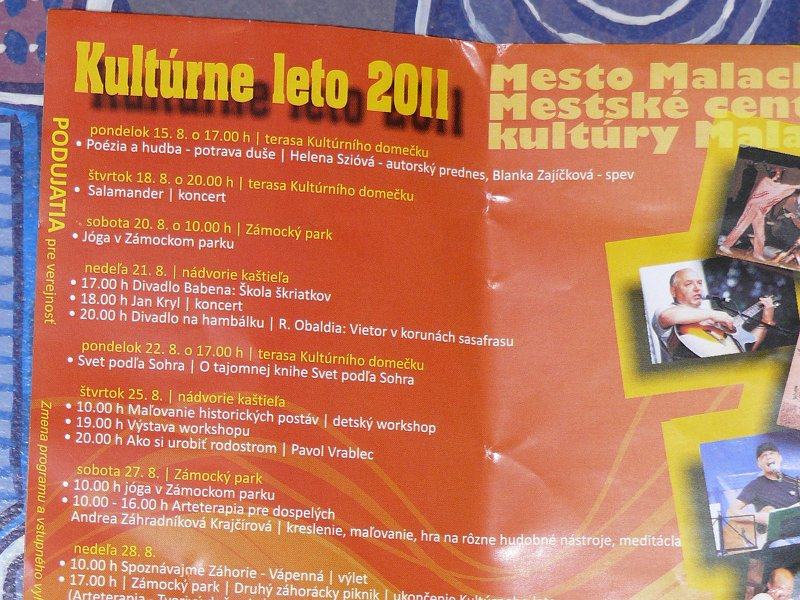 Kultúrne leto 2011
Mesto
Mestské
kultúry
PODUJATIA pre verejnosť
pondelok 15. 8. o 17.00 h | terasa Kultúrního domečku
• Poézia a hudba - potrava duše | Helena Szióvá - autorský prednes, Blanka Zajíčková - spev
štvrtok 18. 8. o 20.00 h | terasa Kultúrního domečku
• Salamander | koncert
sobota 20. 8. o 10.00 h | Zámocký park
• Jóga v Zámockom parku
nedeľa 21. 8. | nádvorie kaštieľa
• 17.00 h Divadlo Babena: Škola škriatkov
• 18.00 h Jan Kryl | koncert
• 20.00 h Divadlo na hambálku | R. Obaldia: Vietor v korunách sasafrasu
pondelok 22. 8. o 17.00 h | terasa Kultúrního domečku
• Svet podľa Sohra | O tajomnej knihe Svet podľa Sohra
štvrtok 25. 8. | nádvorie kaštieľa
• 10.00 h Maľovanie historických postáv | detský workshop
• 19.00 h Výstava workshopu
• 20.00 h Ako si urobiť rodostrom | Pavol Vrablec
Zmena programu a vstupného
sobota 27. 8. | Zámocký park
• 10.00 h jóga v Zámockom parku
• 10.00 - 16.00 h Arteterapia pre dospelých
Andrea Záhradníková Krajčírová | kreslenie, maľovanie, hra na rôzne hudobné nástroje, meditácia
nedeľa 28. 8.
• 10.00 h Spoznávajme Záhorie - Vápenná | výlet
• 17.00 h | Zámocký park | Druhý záhorácky piknik | ukončenie Kultúrneho leta
(Arteterapia - Tvorivý